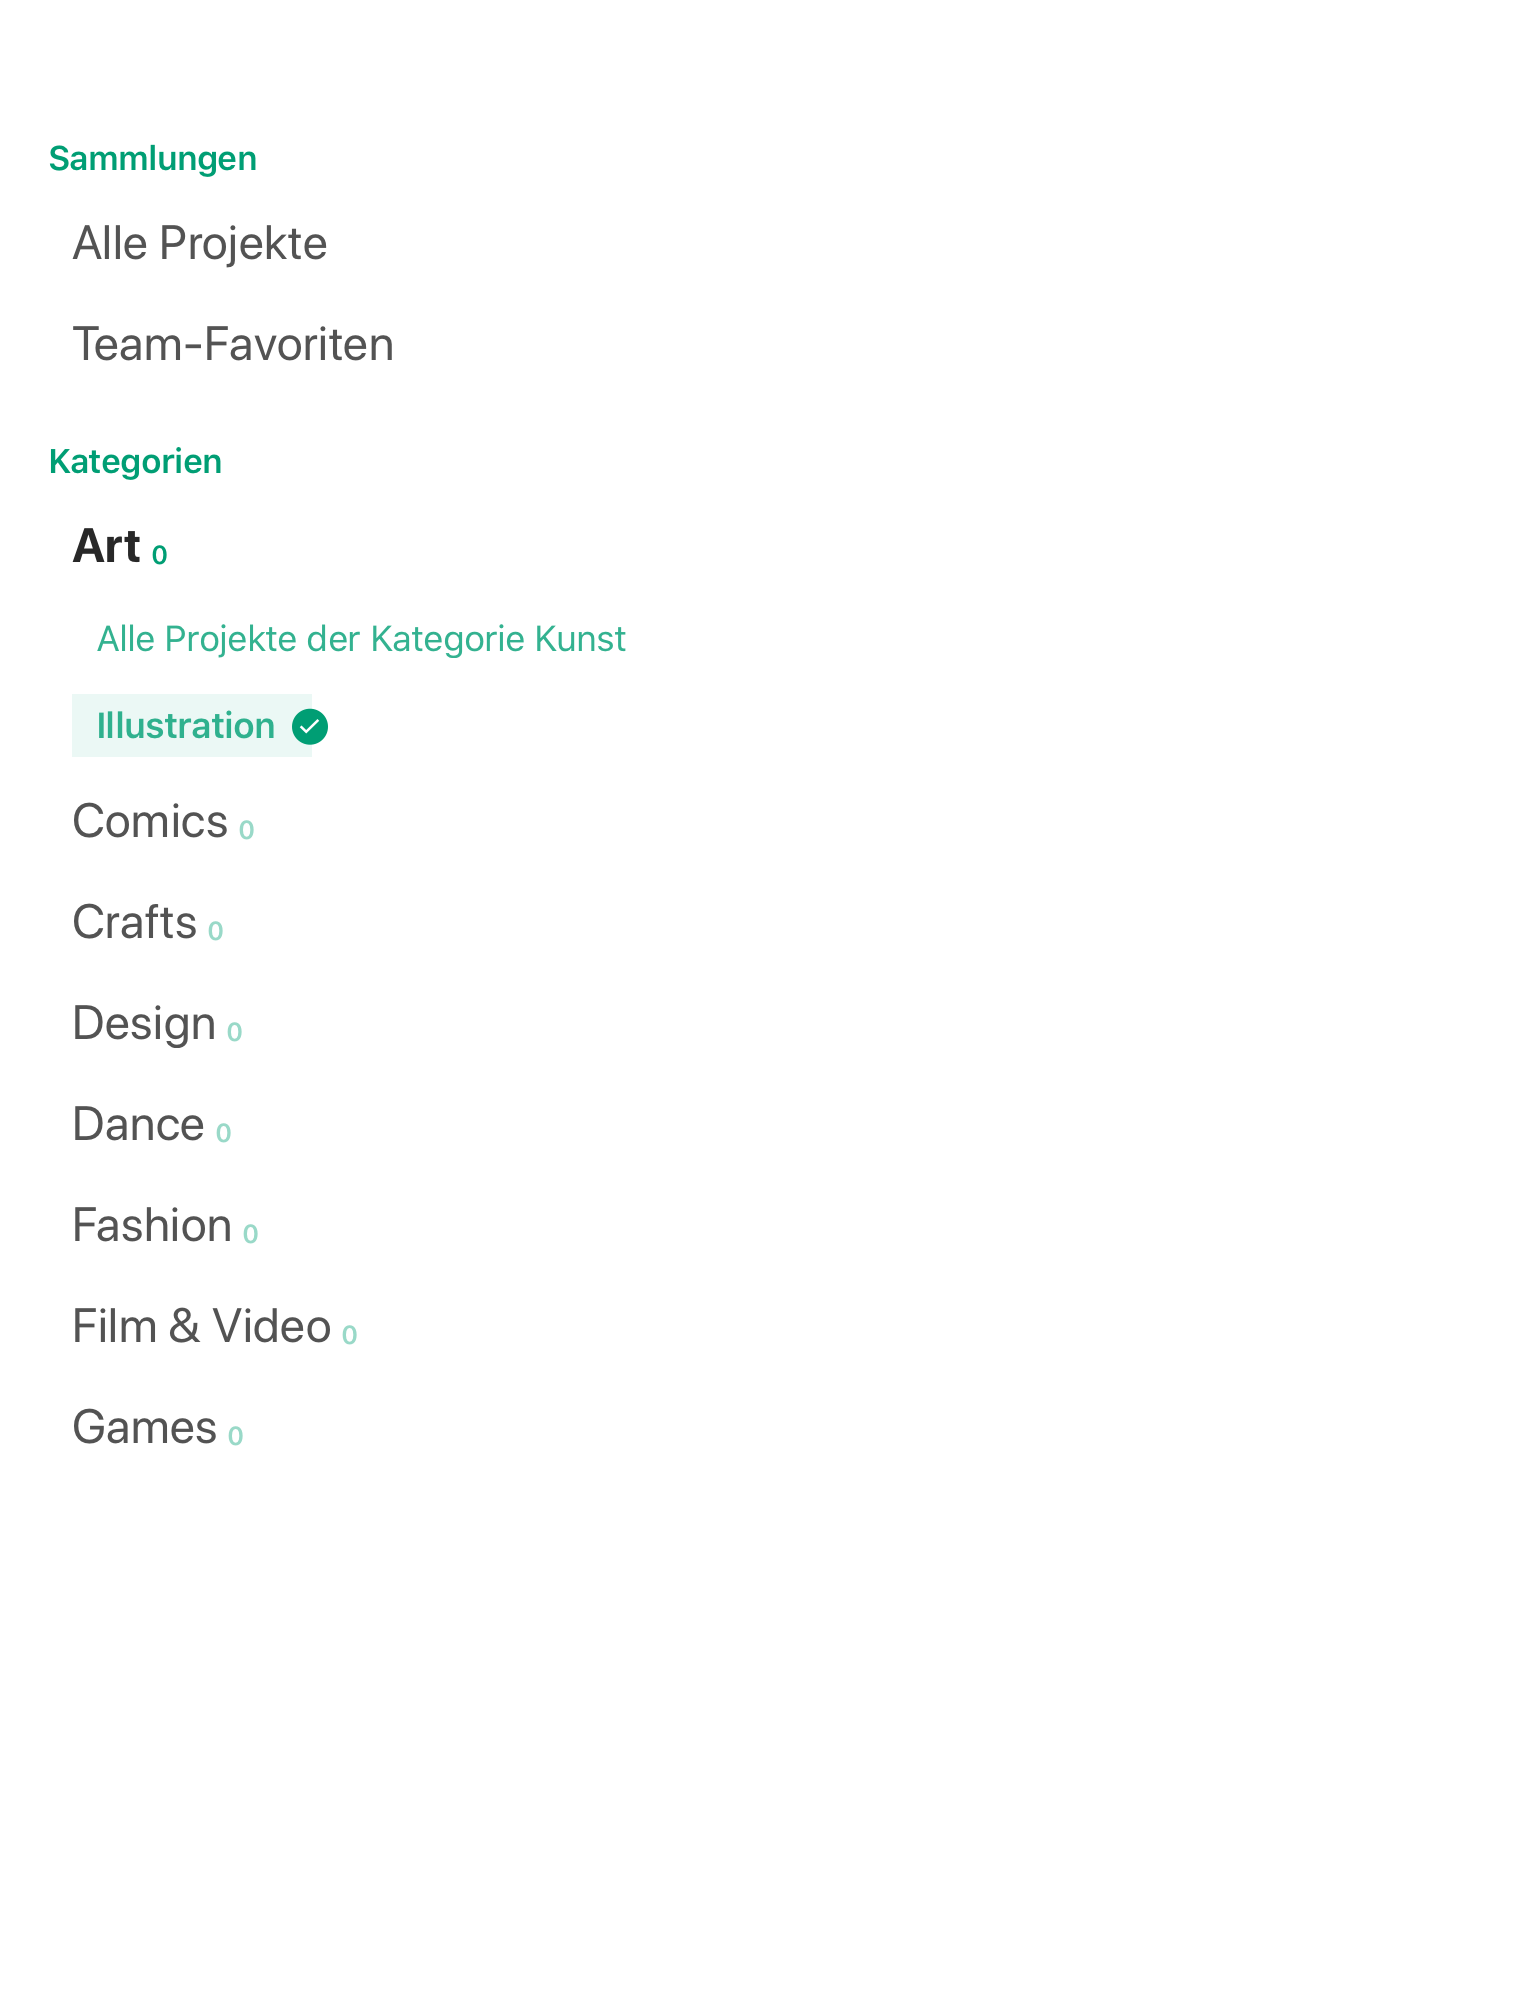 Sammlungen
Alle Projekte
Team-Favoriten
Kategorien
Art 0
Alle Projekte der Kategorie Kunst
Illustration
Comics 0
Crafts 0
Design 0
Dance 0
Fashion 0
Film & Video 0
Games 0